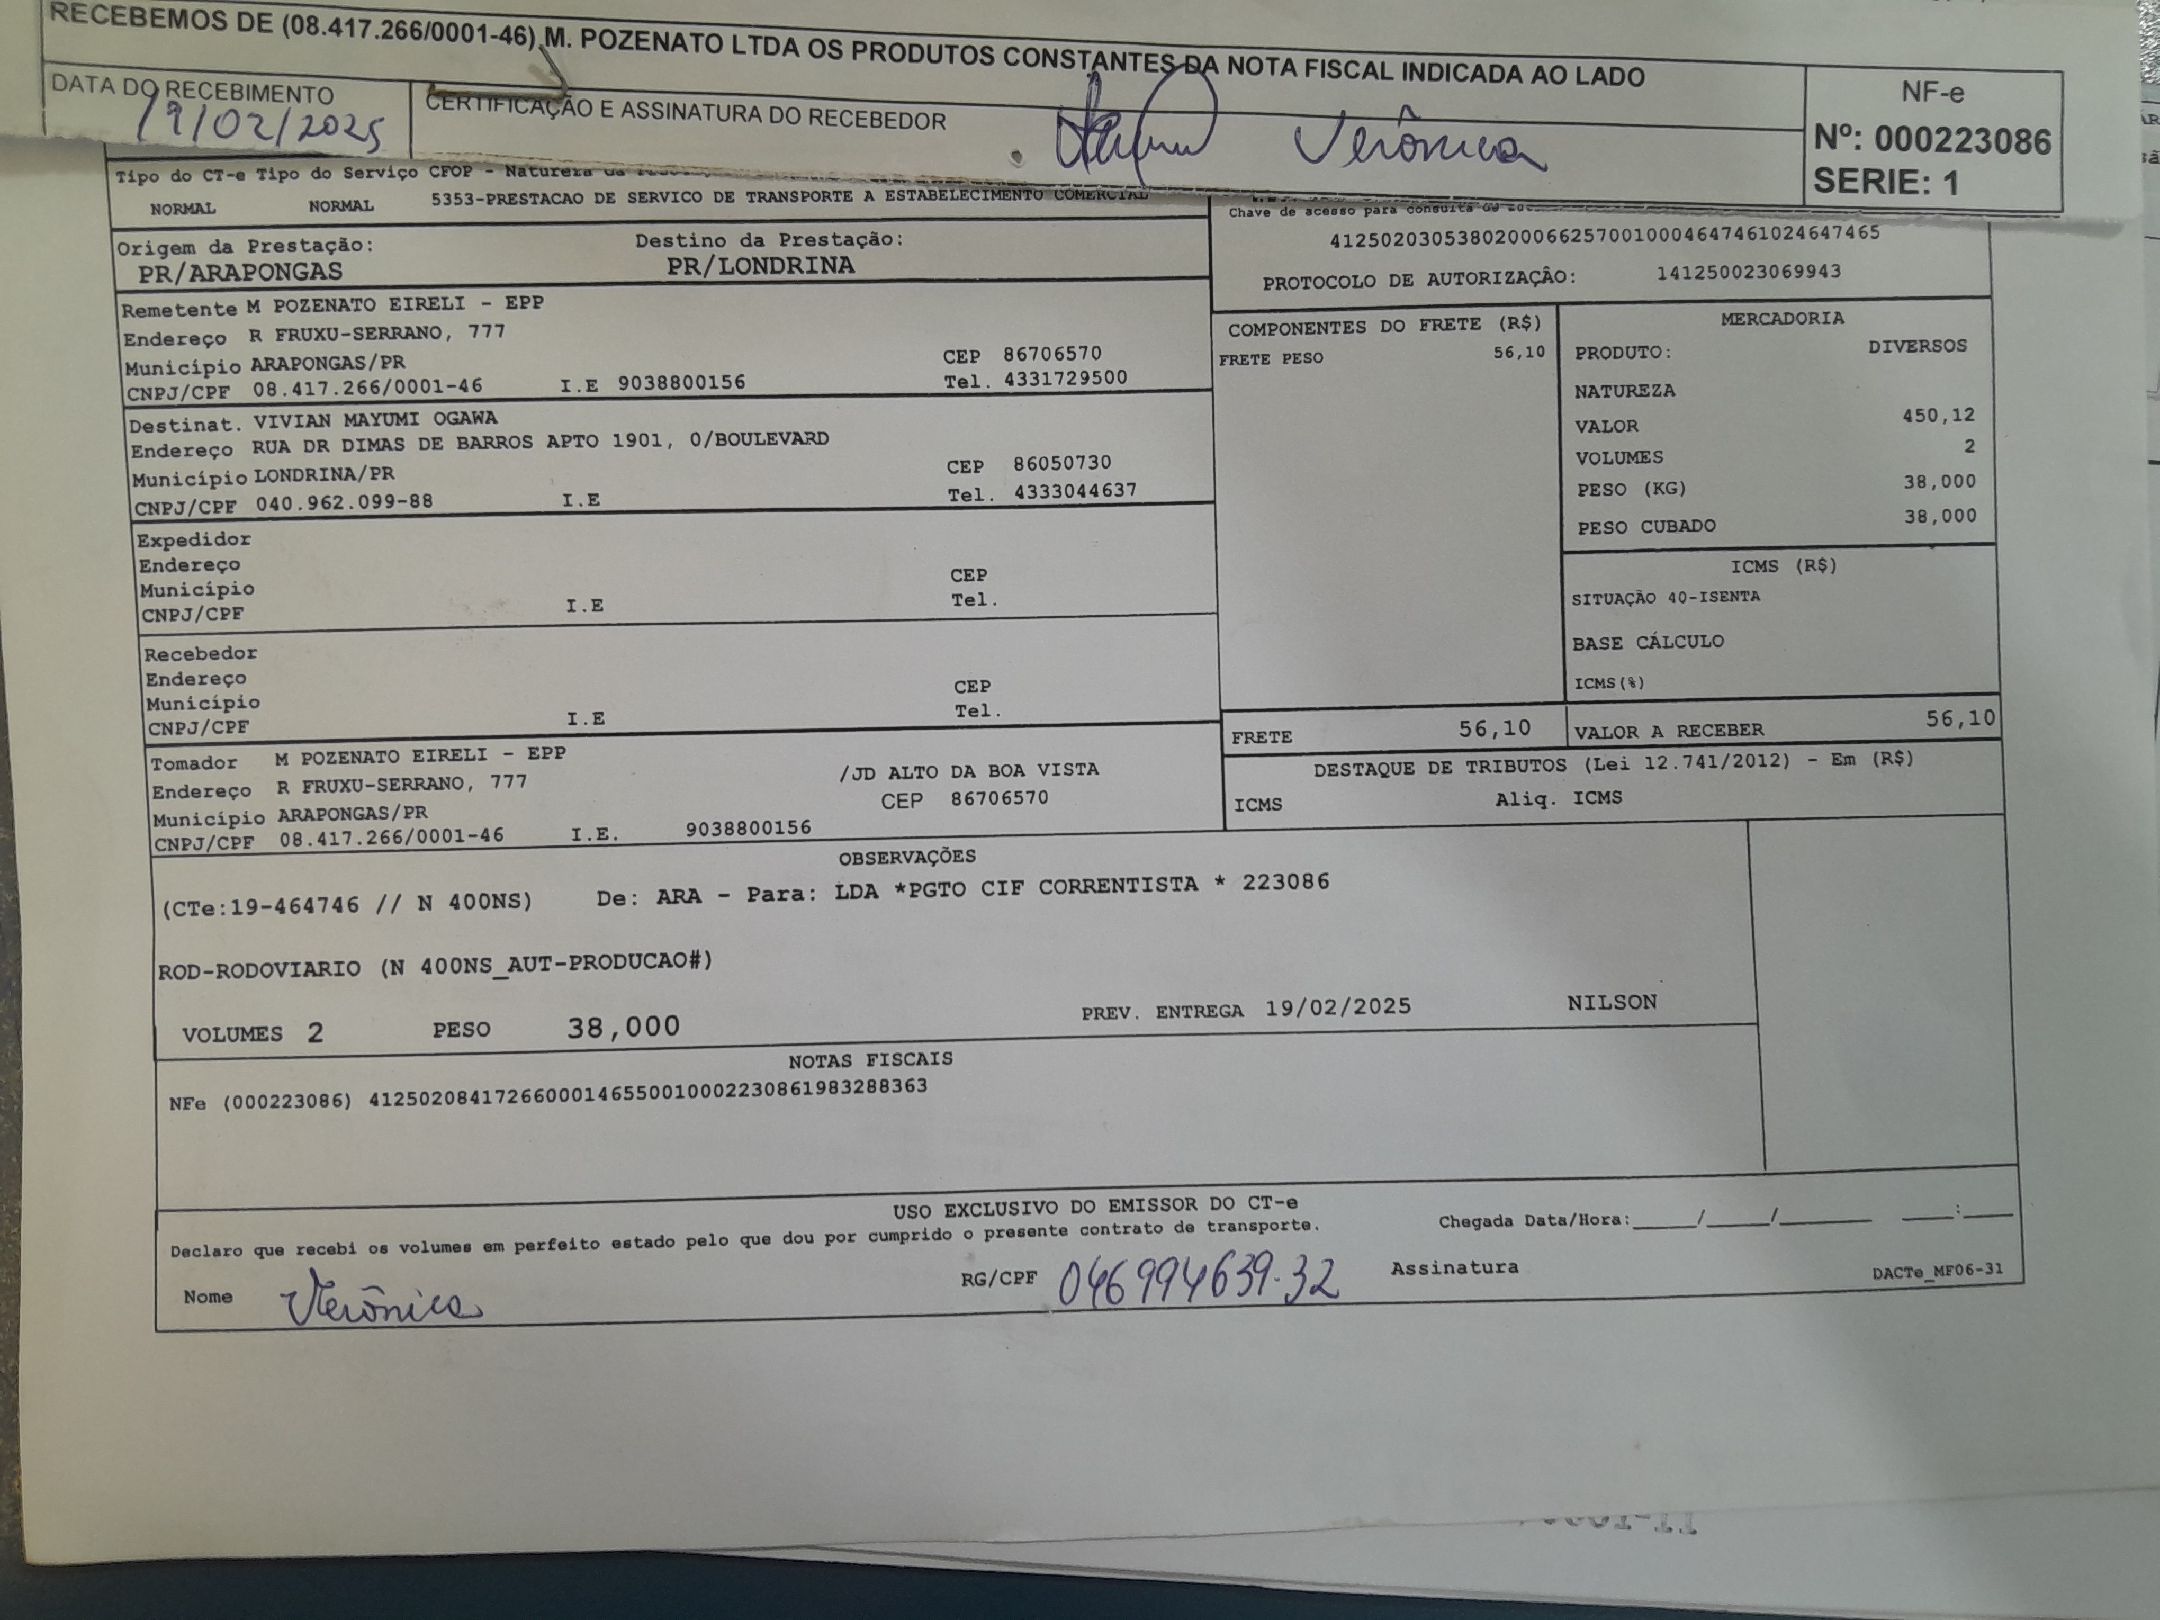 RECEBEMOS DE (08.417.266/0001-46) M. POZENATO LTDA OS PRODUTOS CONSTANTES DA NOTA FISCAL INDICADA AO LADO
DATA DO RECEBIMENTO
19/02/2025
CERTIFICAÇÃO E ASSINATURA DO RECEBEDOR
Verônica
NF-e
Nº: 000223086
SERIE: 1
Tipo do CT-e Tipo do Serviço CFOP - Natureza
NORMAL NORMAL 5353-PRESTACAO DE SERVICO DE TRANSPORTE A ESTABELECIMENTO COMERCIAL
Chave de acesso para consulta
41250203053802000662570010004647461024647465
PROTOCOLO DE AUTORIZAÇÃO: 141250023069943
Origem da Prestação: Destino da Prestação:
PR/ARAPONGAS PR/LONDRINA
Remetente M POZENATO EIRELI - EPP
Endereço R FRUXU-SERRANO, 777
Município ARAPONGAS/PR CEP 86706570
CNPJ/CPF 08.417.266/0001-46 I.E 9038800156 Tel. 4331729500
Destinat. VIVIAN MAYUMI OGAWA
Endereço RUA DR DIMAS DE BARROS APTO 1901, 0/BOULEVARD
Município LONDRINA/PR CEP 86050730
CNPJ/CPF 040.962.099-88 I.E Tel. 4333044637
Expedidor
Endereço
Município CEP
CNPJ/CPF I.E Tel.
Recebedor
Endereço
Município CEP
CNPJ/CPF I.E Tel.
Tomador M POZENATO EIRELI - EPP
Endereço R FRUXU-SERRANO, 777 /JD ALTO DA BOA VISTA
Município ARAPONGAS/PR CEP 86706570
CNPJ/CPF 08.417.266/0001-46 I.E. 9038800156
COMPONENTES DO FRETE (R$)
FRETE PESO 56,10
MERCADORIA
PRODUTO: DIVERSOS
NATUREZA
VALOR 450,12
VOLUMES 2
PESO (KG) 38,000
PESO CUBADO 38,000
ICMS (R$)
SITUAÇÃO 40-ISENTA
BASE CÁLCULO
ICMS(%)
FRETE 56,10 VALOR A RECEBER 56,10
DESTAQUE DE TRIBUTOS (Lei 12.741/2012) - Em (R$)
ICMS Aliq. ICMS
OBSERVAÇÕES
(CTe:19-464746 // N 400NS) De: ARA - Para: LDA *PGTO CIF CORRENTISTA * 223086
ROD-RODOVIARIO (N 400NS_AUT-PRODUCAO#)
VOLUMES 2 PESO 38,000 PREV. ENTREGA 19/02/2025 NILSON
NOTAS FISCAIS
NFe (000223086) 41250208417266000146550010002230861983288363
USO EXCLUSIVO DO EMISSOR DO CT-e
Declaro que recebi os volumes em perfeito estado pelo que dou por cumprido o presente contrato de transporte. Chegada Data/Hora:_____/_____/_______ ____:____
Nome Verônica RG/CPF 046994639-32 Assinatura DACTe_MF06-31